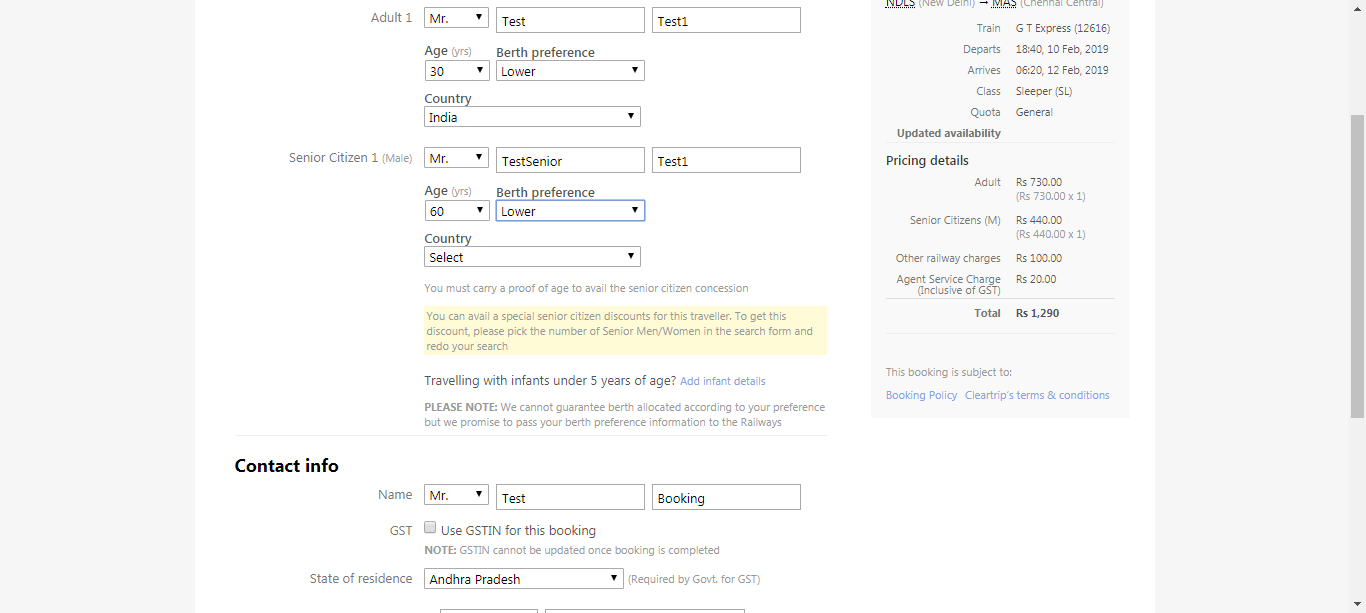 Adult 1 Mr. Test Test1
Age (yrs) Berth preference
30 Lower
Country
India
Senior Citizen 1 (Male) Mr. TestSenior Test1
Age (yrs) Berth preference
60 Lower
Country
Select
You must carry a proof of age to avail the senior citizen concession
You can avail a special senior citizen discounts for this traveller. To get this
discount, please pick the number of Senior Men/Women in the search form and
redo your search
Travelling with infants under 5 years of age? Add infant details
PLEASE NOTE: We cannot guarantee berth allocated according to your preference
but we promise to pass your berth preference information to the Railways
Contact info
Name Mr. Test Booking
GST Use GSTIN for this booking
NOTE: GSTIN cannot be updated once booking is completed
State of residence Andhra Pradesh (Required by Govt. for GST)
NDLS (New Delhi) → MAS (Chennai Central)
Train G T Express (12616)
Departs 18:40, 10 Feb, 2019
Arrives 06:20, 12 Feb, 2019
Class Sleeper (SL)
Quota General
Updated availability
Pricing details
Adult Rs 730.00
(Rs 730.00 x 1)
Senior Citizens (M) Rs 440.00
(Rs 440.00 x 1)
Other railway charges Rs 100.00
Agent Service Charge Rs 20.00
(Inclusive of GST)
Total Rs 1,290
This booking is subject to:
Booking Policy Cleartrip's terms & conditions